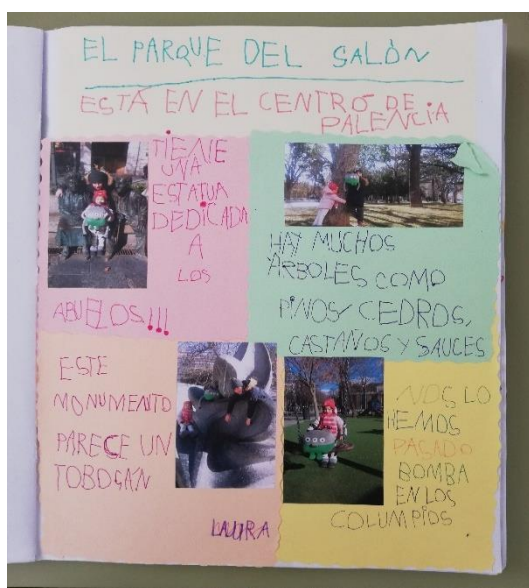 EL PARQUE DEL SALÓN
ESTÁ EN EL CENTRO DE
PALENCIA
TIENE
UNA
ESTATUA
DEDICADA
A
LOS
ABUELOS!!!
HAY MUCHOS
ÁRBOLES COMO
PINOS, CEDROS,
CASTAÑOS Y SAUCES
ESTE
MONUMENTO
PARECE UN
TOBOGAN
LAURA
NOS LO
HEMOS
PASADO
BOMBA
EN LOS
COLUMPIOS